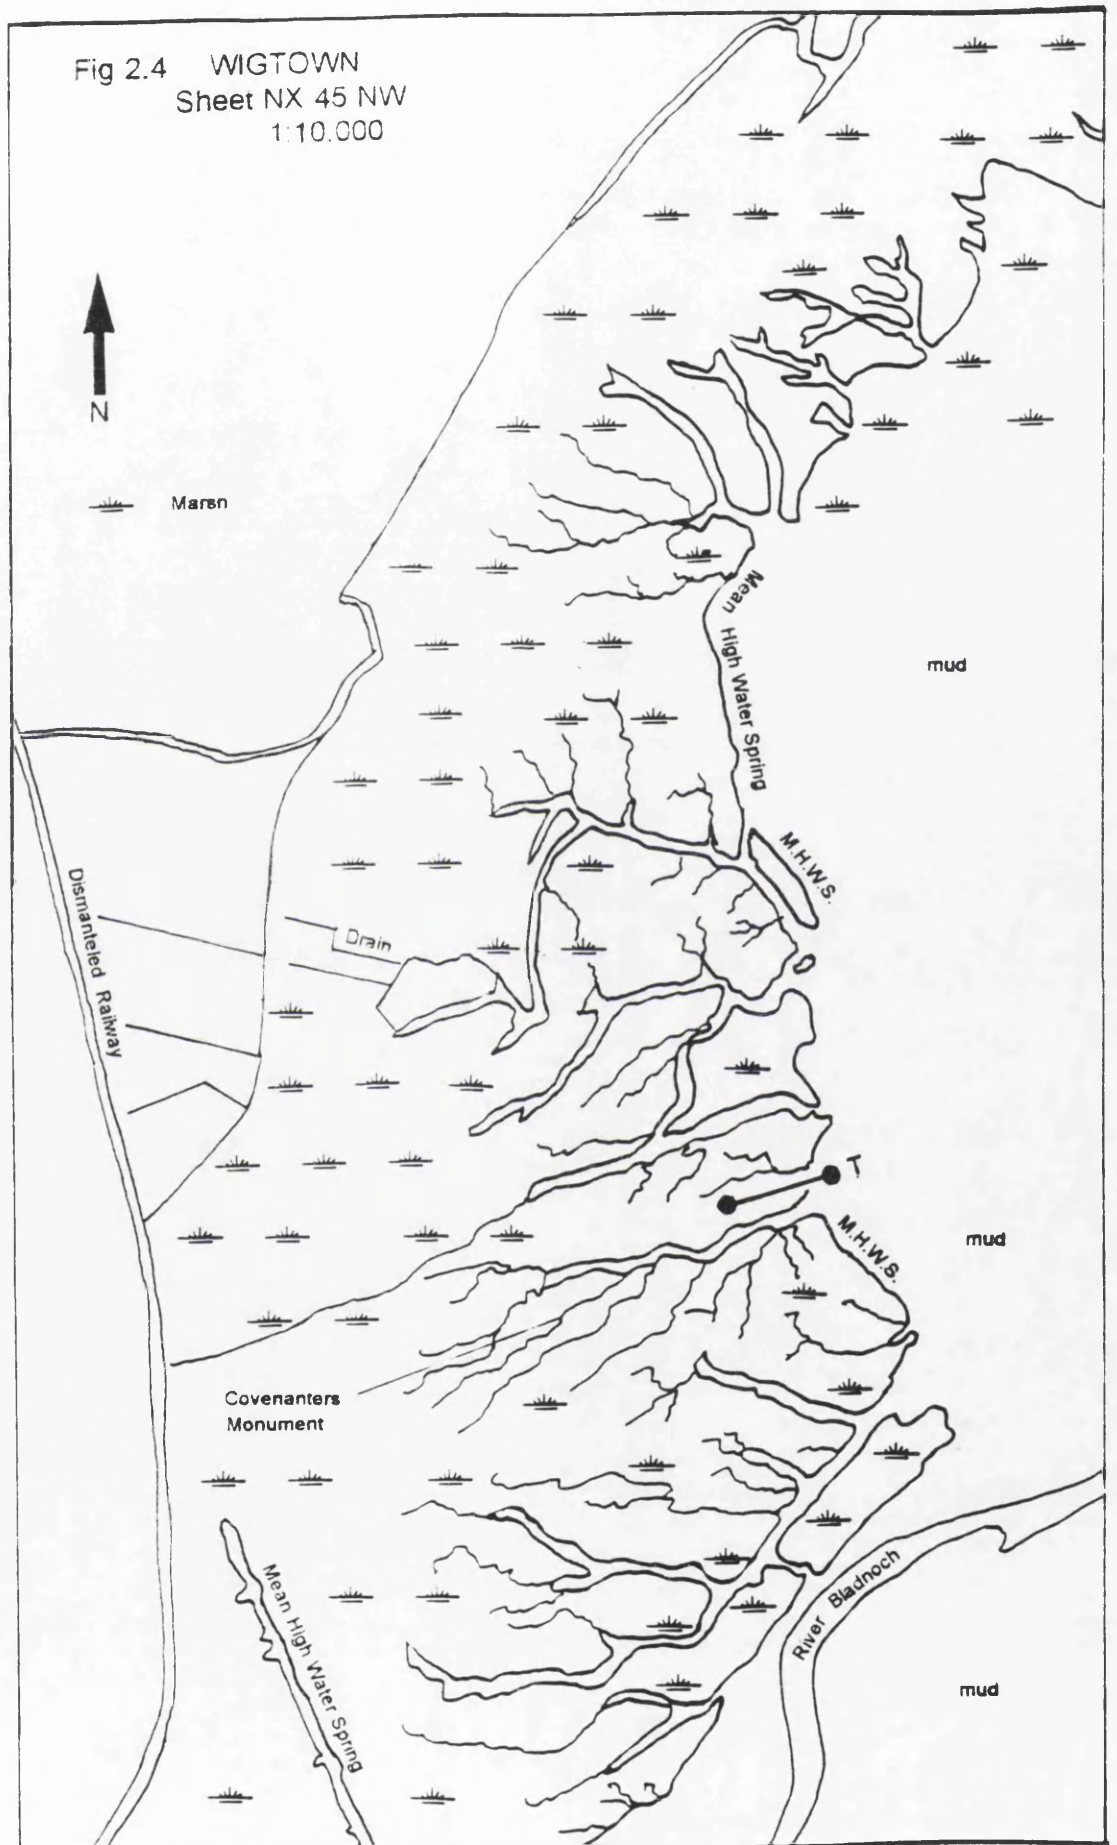 Fig 2.4 WIGTOWN
Sheet NX 45 NW
1:10.000
N
Marsh
Mean High Water Spring
mud
M.H.W.S.
Dismanteled Railway
Drain
T
M.H.W.S.
mud
Covenanters
Monument
Mean High Water Spring
River Bladnoch
mud